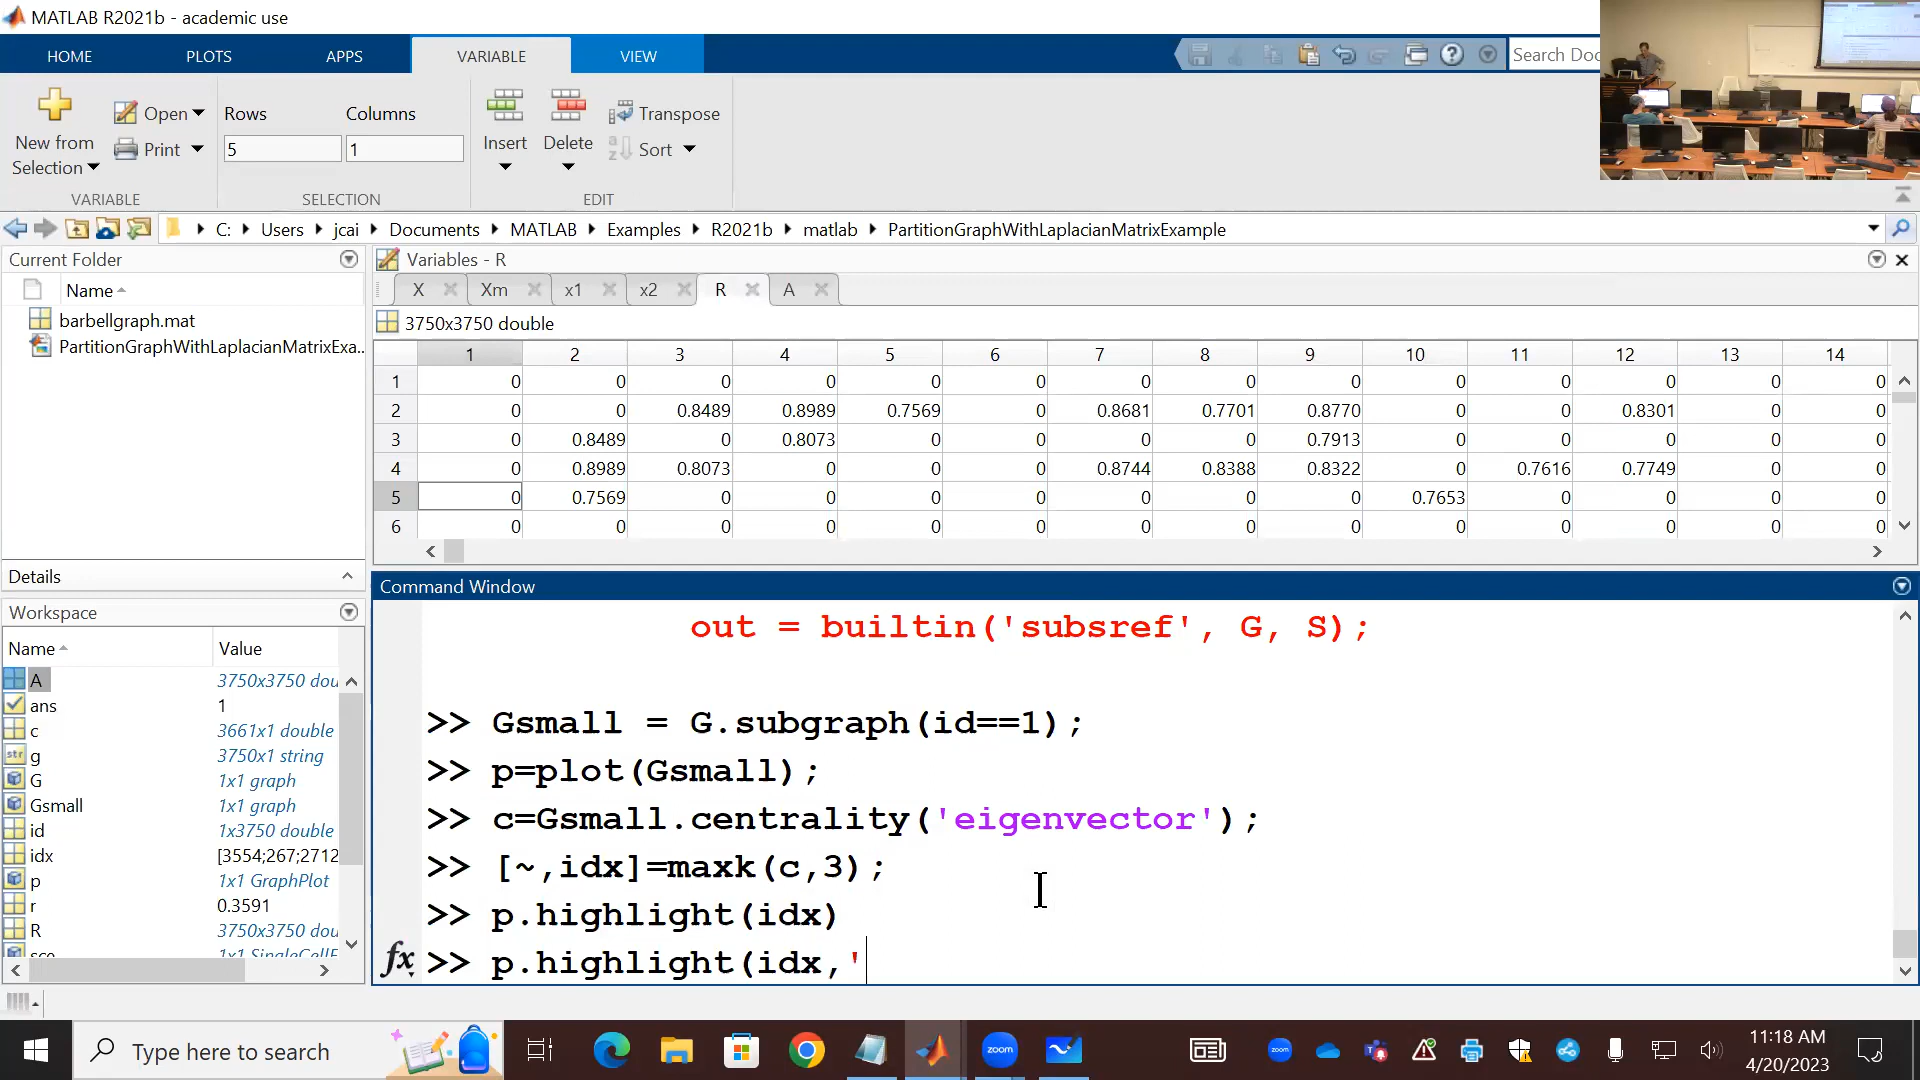 MATLAB R2021b - academic use
HOME PLOTS APPS VARIABLE VIEW Search Doc
New from
Selection
Open
Print
VARIABLE
Rows Columns
5 1
SELECTION
Insert
Delete
Transpose
Sort
EDIT
C: Users jcai Documents MATLAB Examples R2021b matlab PartitionGraphWithLaplacianMatrixExample
Current Folder
Name
barbellgraph.mat
PartitionGraphWithLaplacianMatrixExa..
Details
Variables - R
X Xm x1 x2 R A
3750x3750 double
1 2 3 4 5 6 7 8 9 10 11 12 13 14
1 0 0 0 0 0 0 0 0 0 0 0 0 0 0
2 0 0 0.8489 0.8989 0.7569 0 0.8681 0.7701 0.8770 0 0 0.8301 0 0
3 0 0.8489 0 0.8073 0 0 0 0 0.7913 0 0 0 0 0
4 0 0.8989 0.8073 0 0 0 0.8744 0.8388 0.8322 0 0.7616 0.7749 0 0
5 0 0.7569 0 0 0 0 0 0 0 0.7653 0 0 0 0
6 0 0 0 0 0 0 0 0 0 0 0 0 0 0
Workspace
Name Value
A 3750x3750 dou
ans 1
c 3661x1 double
g 3750x1 string
G 1x1 graph
Gsmall 1x1 graph
id 1x3750 double
idx [3554;267;2712
p 1x1 GraphPlot
r 0.3591
R 3750x3750 dou
sce 1x1 SingleCellE
Command Window
out = builtin('subsref', G, S);
>> Gsmall = G.subgraph(id==1);
>> p=plot(Gsmall);
>> c=Gsmall.centrality('eigenvector');
>> [~,idx]=maxk(c,3);
>> p.highlight(idx)
fx >> p.highlight(idx,'
Type here to search
zoom
zoom
11:18 AM
4/20/2023